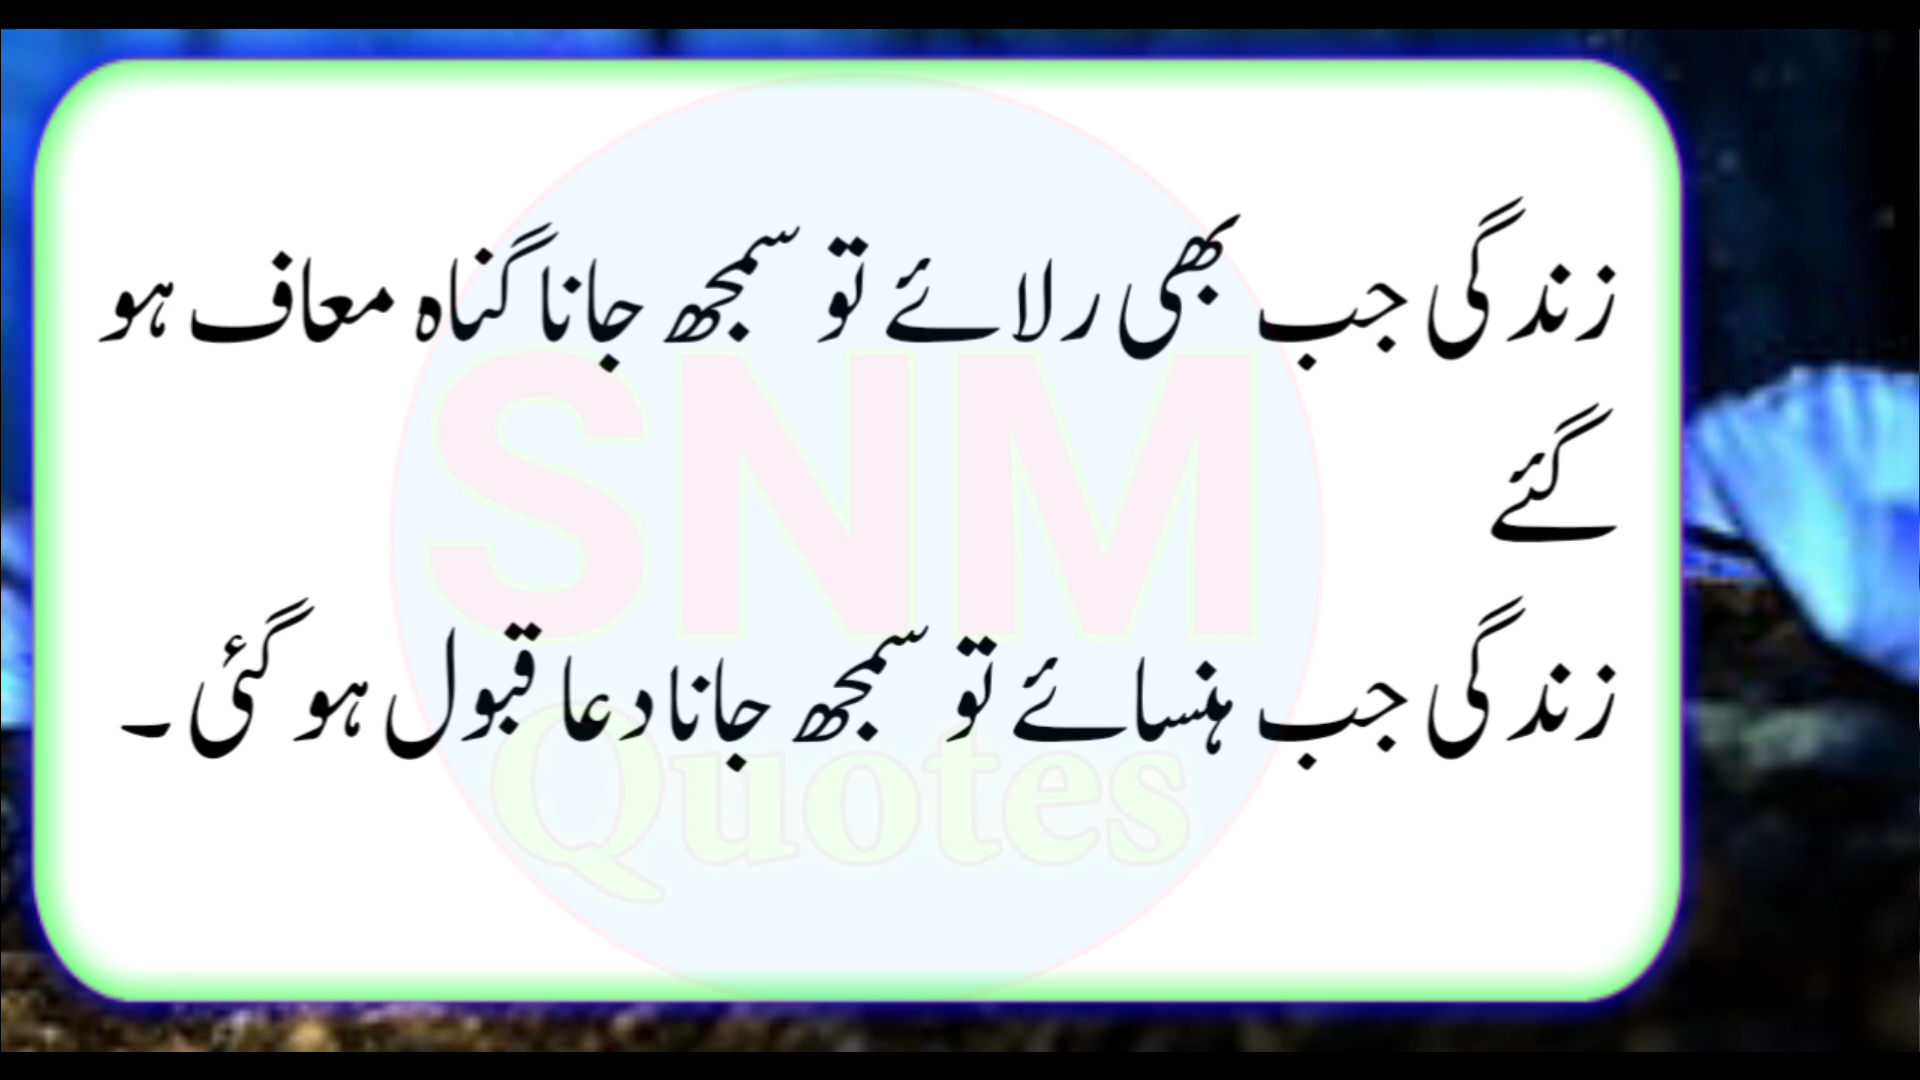 زندگی جب بھی رلائے تو سمجھ جانا گناہ معاف ہو
گئے
زندگی جب ہنسائے تو سمجھ جانا دعا قبول ہو گئی ۔
SNM
Quotes